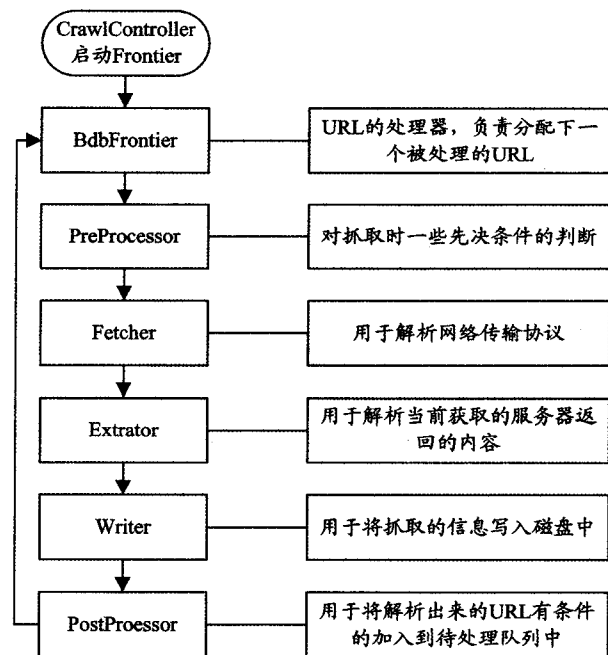 CrawlController
启动Frontier
BdbFrontier
URL的处理器，负责分配下一
个被处理的URL
PreProcessor
对抓取时一些先决条件的判断
Fetcher
用于解析网络传输协议
Extrator
用于解析当前获取的服务器返
回的内容
Writer
用于将抓取的信息写入磁盘中
PostProessor
用于将解析出来的URL有条件
的加入到待处理队列中